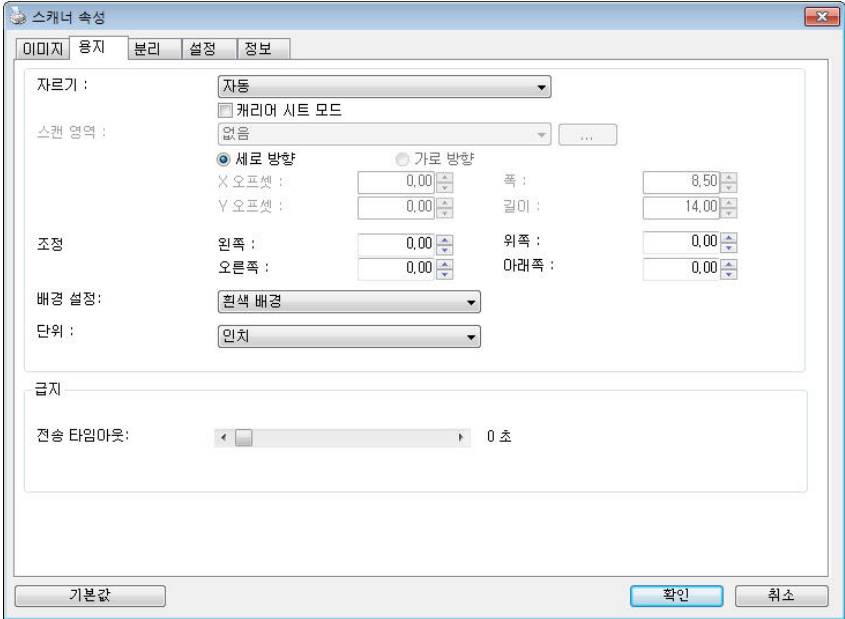 스캐너 속성
이미지 용지 분리 설정 정보
자르기 : 자동
캐리어 시트 모드
스캔 영역 : 없음 ...
세로 방향 가로 방향
X 오프셋 : 0,00 폭 : 8,50
Y 오프셋 : 0,00 길이 : 14,00
조정 왼쪽 : 0,00 위쪽 : 0,00
오른쪽 : 0,00 아래쪽 : 0,00
배경 설정: 흰색 배경
단위 : 인치
급지
전송 타임아웃: 0 초
기본값 확인 취소